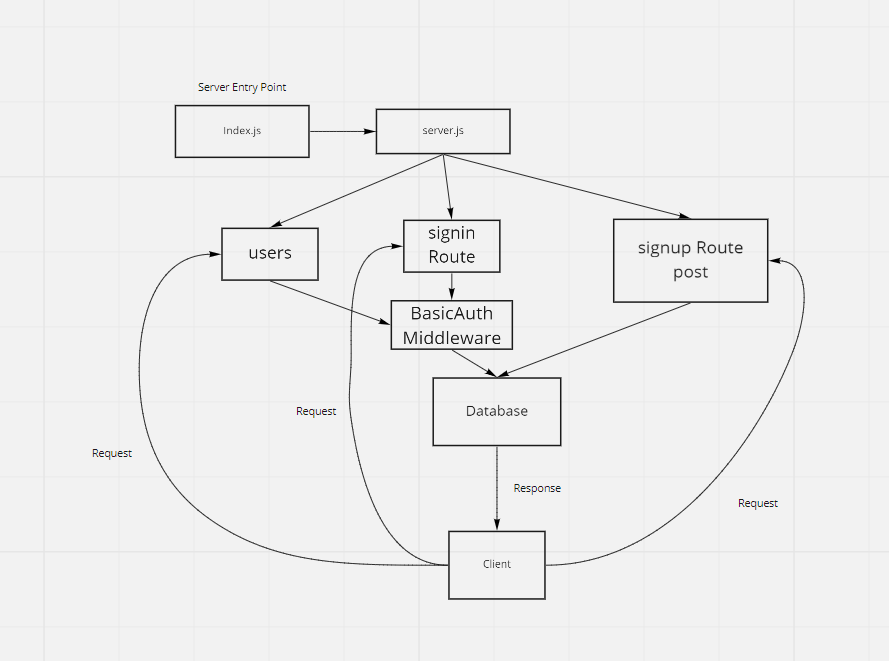 Server Entry Point
Index.js
server.js
users
signin
Route
signup Route
post
BasicAuth
Middleware
Request
Database
Request
Response
Request
Client